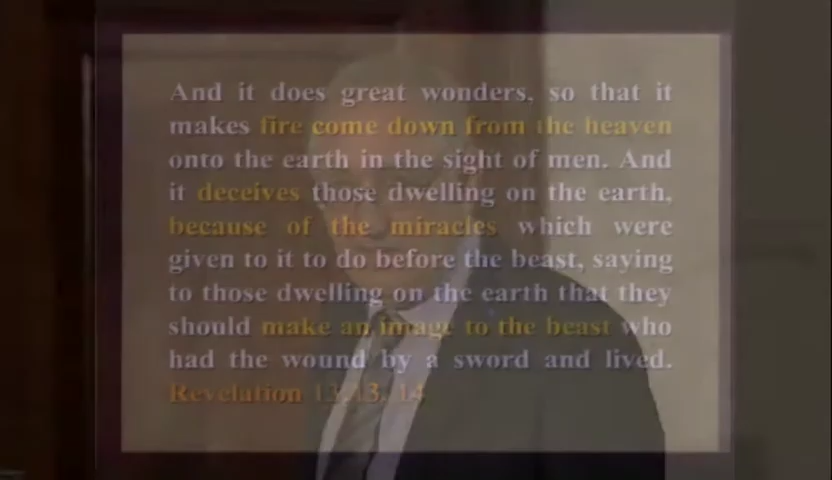 And it does great wonders, so that it
makes fire come down from the heaven
onto the earth in the sight of men. And
it deceives those dwelling on the earth,
because of the miracles which were
given to it to do before the beast, saying
to those dwelling on the earth that they
should make an image to the beast who
had the wound by a sword and lived.
Revelation 13:13, 14